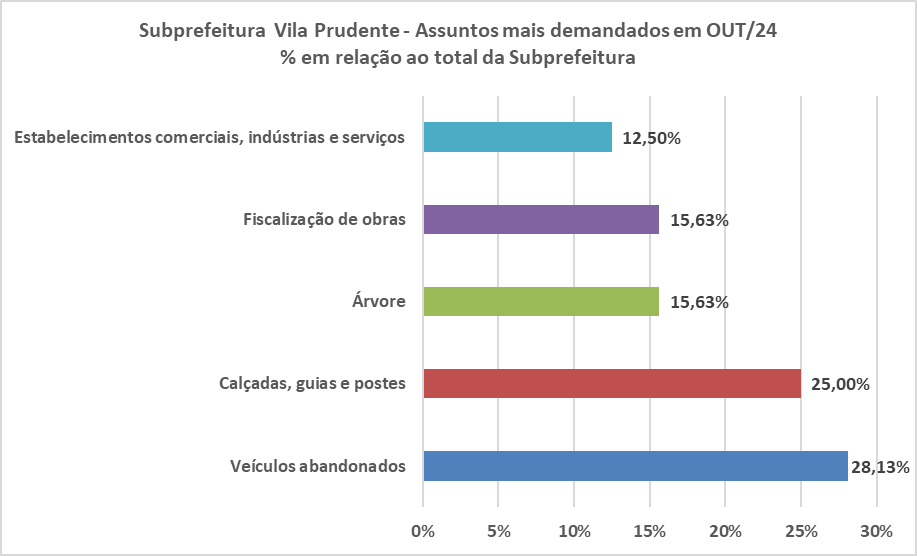 Subprefeitura Vila Prudente - Assuntos mais demandados em OUT/24
% em relação ao total da Subprefeitura
Estabelecimentos comerciais, indústrias e serviços
12,50%
Fiscalização de obras
15,63%
Árvore
15,63%
Calçadas, guias e postes
25,00%
Veículos abandonados
28,13%
0% 5% 10% 15% 20% 25% 30%